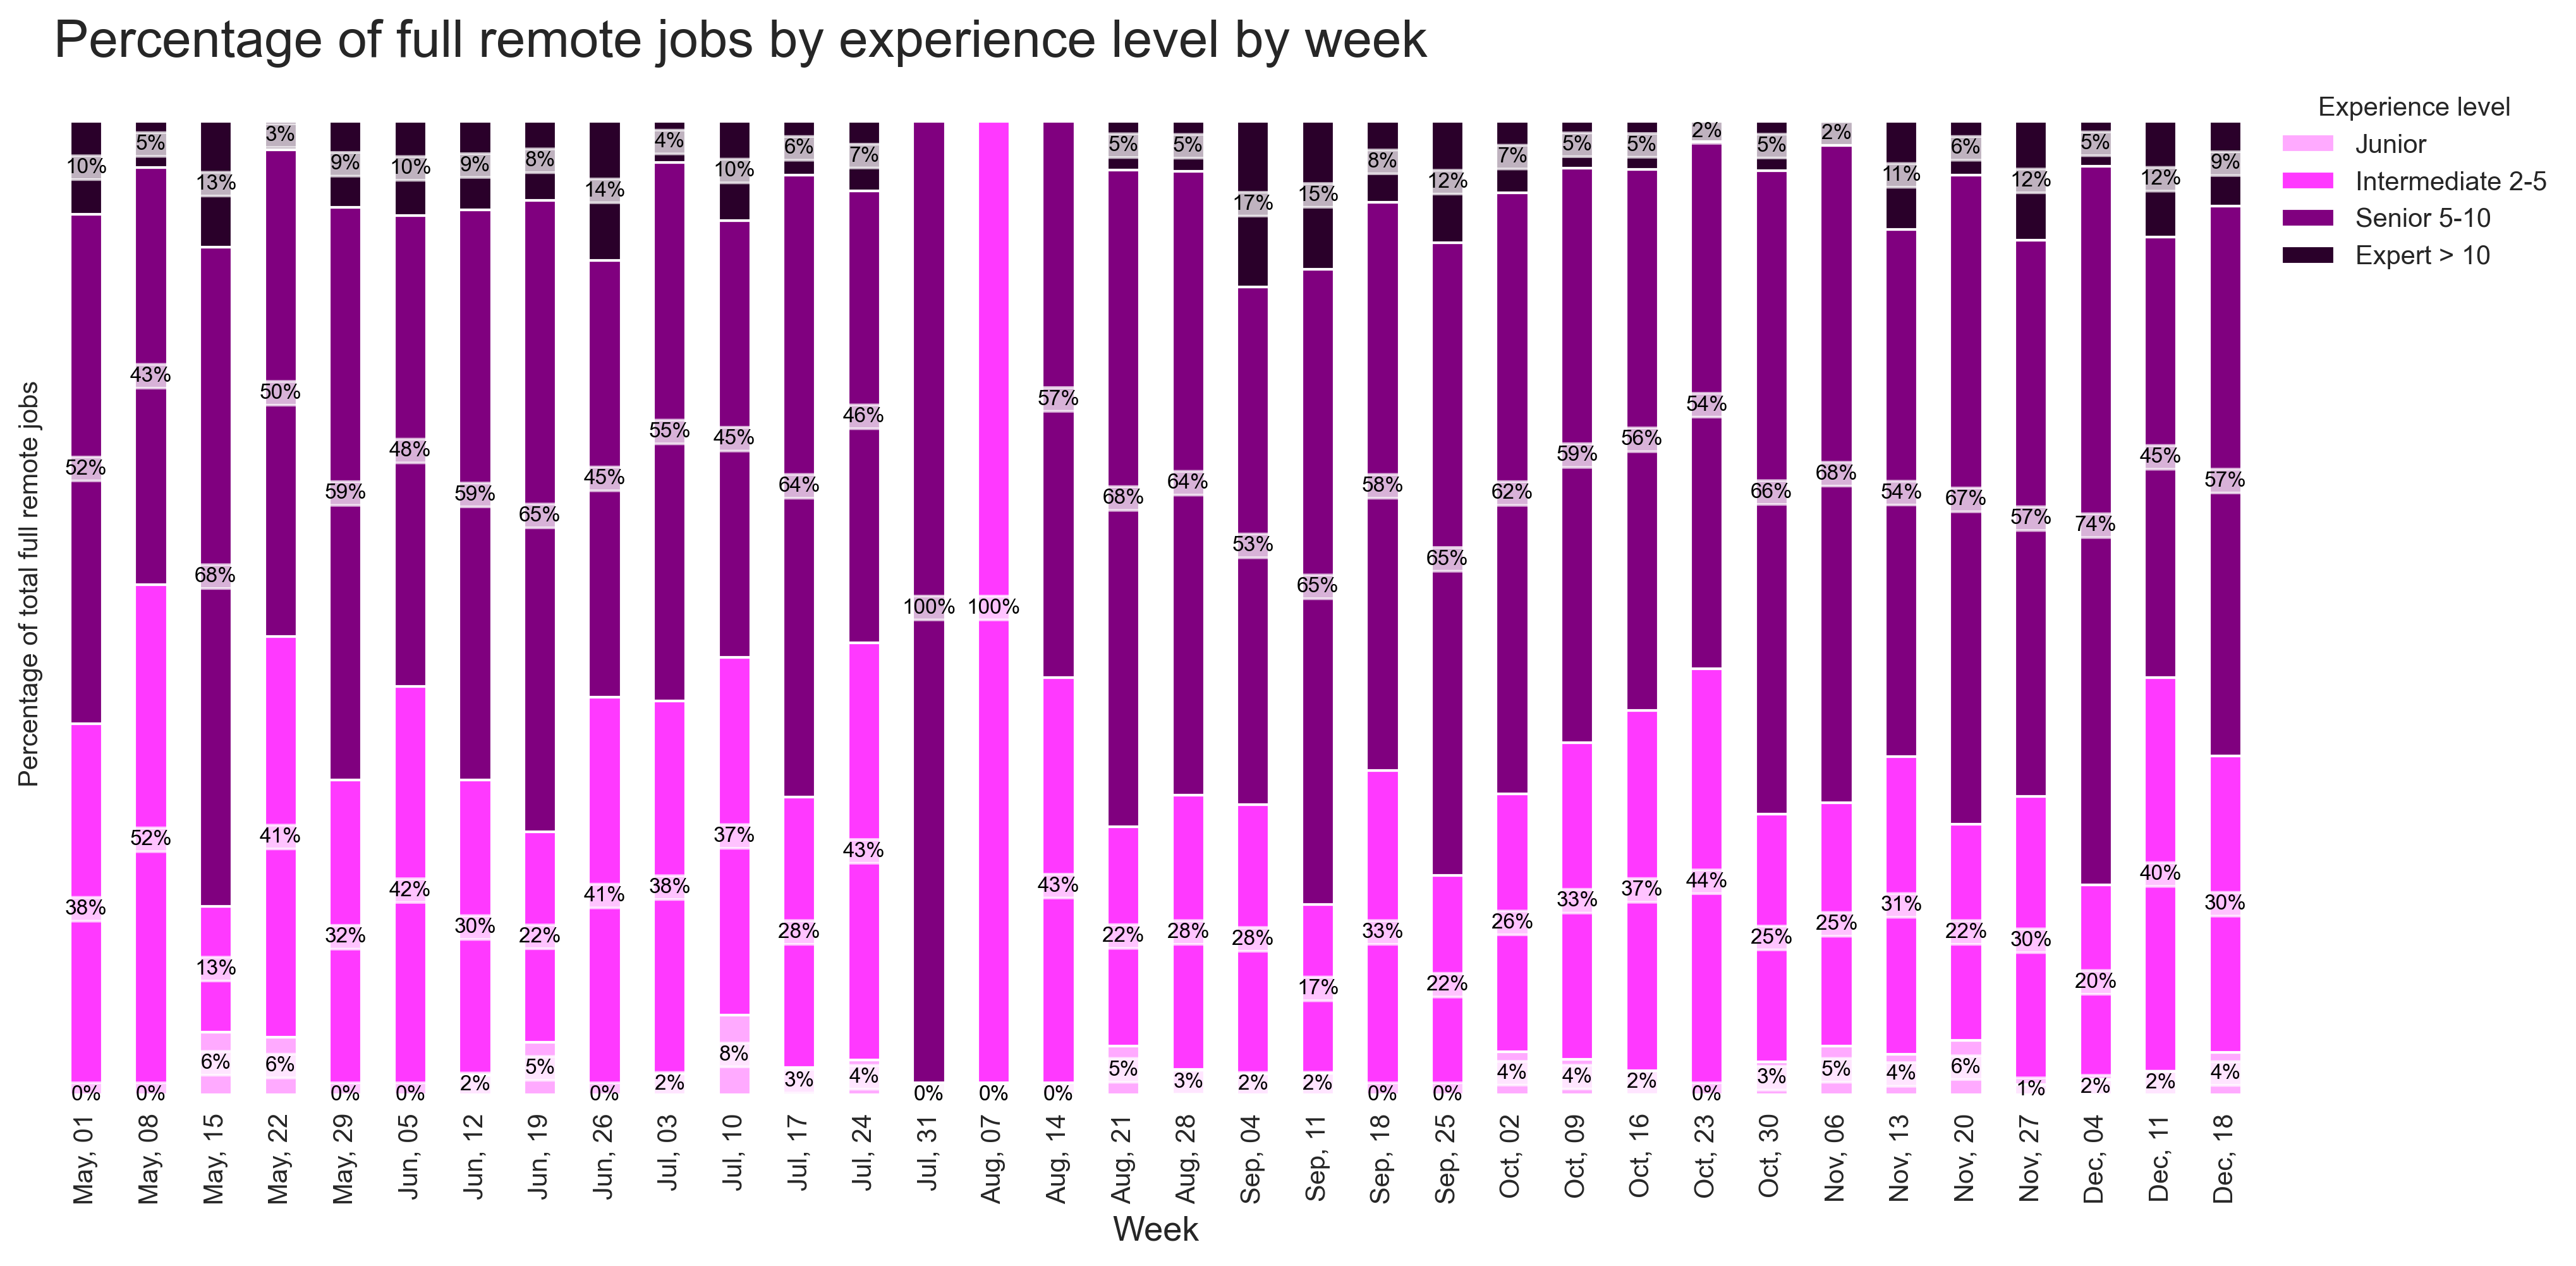 Percentage of full remote jobs by experience level by week
Experience level
Junior
Intermediate 2-5
Senior 5-10
Expert > 10
Percentage of total full remote jobs
10% 5% 13% 3% 9% 10% 9% 8% 14% 4% 10% 6% 7% 5% 5% 17% 15% 8% 12% 7% 5% 5% 2% 5% 2% 11% 6% 12% 5% 12% 9%
52% 43% 68% 50% 59% 48% 59% 65% 45% 55% 45% 64% 46% 100% 57% 68% 64% 53% 65% 58% 65% 62% 59% 56% 54% 66% 68% 54% 67% 57% 74% 45% 57%
38% 52% 13% 41% 32% 42% 30% 22% 41% 38% 37% 28% 43% 100% 43% 22% 28% 28% 17% 33% 22% 26% 33% 37% 44% 25% 25% 31% 22% 30% 20% 40% 30%
0% 0% 6% 6% 0% 0% 2% 5% 0% 2% 8% 3% 4% 0% 0% 0% 5% 3% 2% 2% 0% 0% 4% 4% 2% 0% 3% 5% 4% 6% 1% 2% 2% 4%
May, 01
May, 08
May, 15
May, 22
May, 29
Jun, 05
Jun, 12
Jun, 19
Jun, 26
Jul, 03
Jul, 10
Jul, 17
Jul, 24
Jul, 31
Aug, 07
Aug, 14
Aug, 21
Aug, 28
Sep, 04
Sep, 11
Sep, 18
Sep, 25
Oct, 02
Oct, 09
Oct, 16
Oct, 23
Oct, 30
Nov, 06
Nov, 13
Nov, 20
Nov, 27
Dec, 04
Dec, 11
Dec, 18
Week